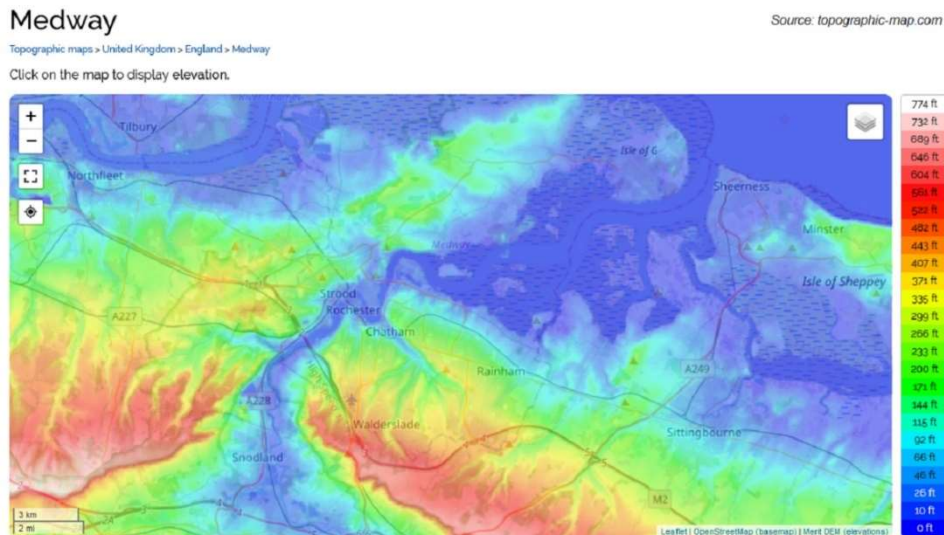 Medway
Source: topographic-map.com
Topographic maps > United Kingdom > England > Medway
Click on the map to display elevation.
+
−
Tilbury
Northfleet
Isle of G
Sheerness
Minster
Isle of Sheppey
Medway
Strood
Rochester
Chatham
A227
Rainham
A249
A228
Walderslade
Sittingbourne
Snodland
M2
3 km
2 mi
Leaflet | OpenStreetMap (basemap) | Merit DEM (elevations)
774 ft
732 ft
689 ft
646 ft
604 ft
561 ft
522 ft
482 ft
443 ft
407 ft
371 ft
335 ft
299 ft
266 ft
233 ft
200 ft
171 ft
144 ft
115 ft
92 ft
66 ft
46 ft
26 ft
10 ft
0 ft